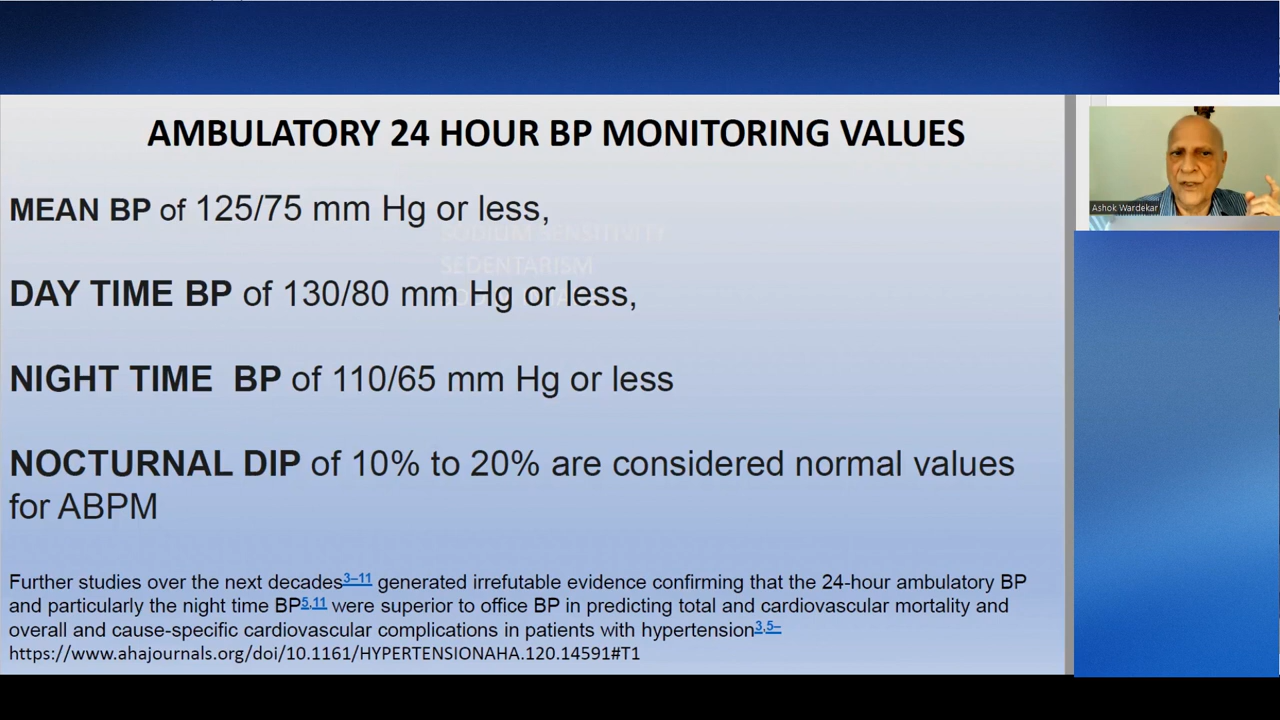 AMBULATORY 24 HOUR BP MONITORING VALUES
MEAN BP of 125/75 mm Hg or less,
SODIUM SENSITIVITY
SEDENTARISM
DAY TIME BP of 130/80 mm Hg or less,
NIGHT TIME BP of 110/65 mm Hg or less
NOCTURNAL DIP of 10% to 20% are considered normal values
for ABPM
Further studies over the next decades3–11 generated irrefutable evidence confirming that the 24-hour ambulatory BP
and particularly the night time BP5,11 were superior to office BP in predicting total and cardiovascular mortality and
overall and cause-specific cardiovascular complications in patients with hypertension3,5–
https://www.ahajournals.org/doi/10.1161/HYPERTENSIONAHA.120.14591#T1
Ashok Wardekar